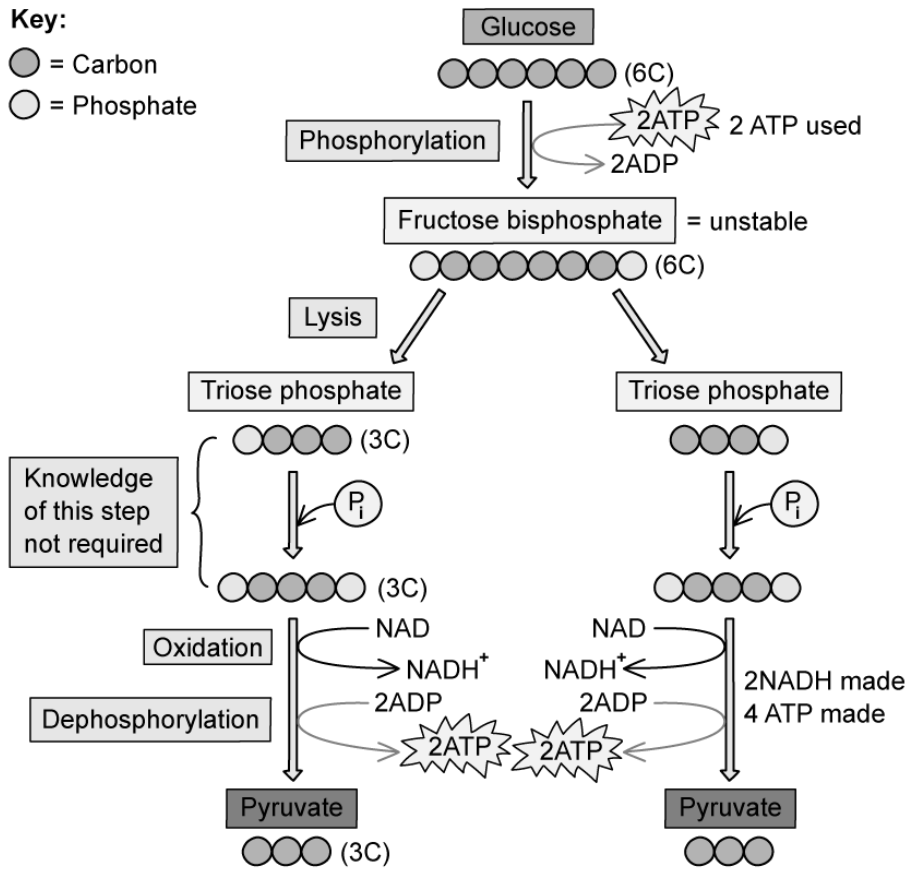 Key:
= Carbon
= Phosphate
Glucose
(6C)
Phosphorylation
2ATP
2 ATP used
2ADP
Fructose bisphosphate
= unstable
(6C)
Lysis
Triose phosphate
Triose phosphate
(3C)
Knowledge
of this step
not required
Pi
Pi
(3C)
Oxidation
NAD
NAD
NADH+
NADH+
Dephosphorylation
2ADP
2ADP
2NADH made
4 ATP made
2ATP
2ATP
Pyruvate
Pyruvate
(3C)